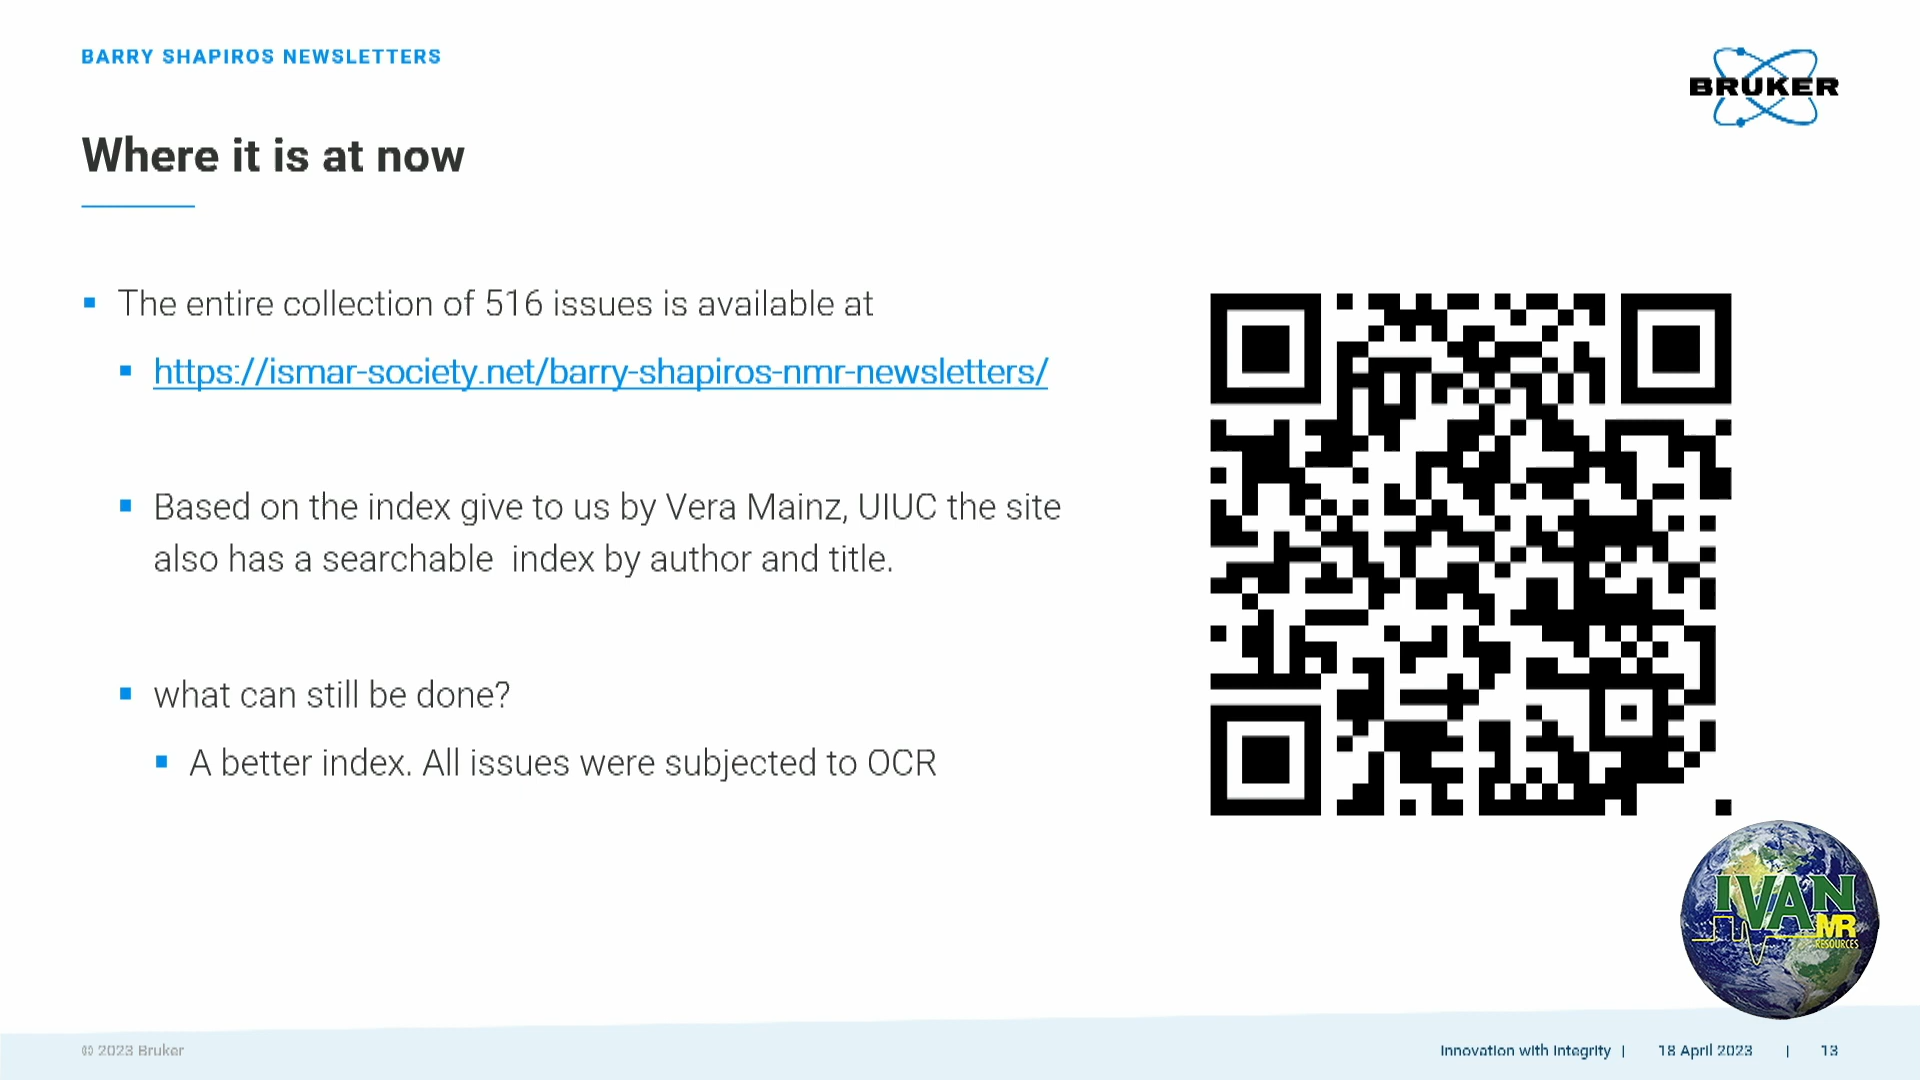 BARRY SHAPIROS NEWSLETTERS
BRUKER
Where it is at now
The entire collection of 516 issues is available at
https://ismar-society.net/barry-shapiros-nmr-newsletters/
Based on the index give to us by Vera Mainz, UIUC the site
also has a searchable index by author and title.
what can still be done?
A better index. All issues were subjected to OCR
IVAN
MR
RESOURCES
© 2023 Bruker
Innovation with Integrity | 18 April 2023 | 13